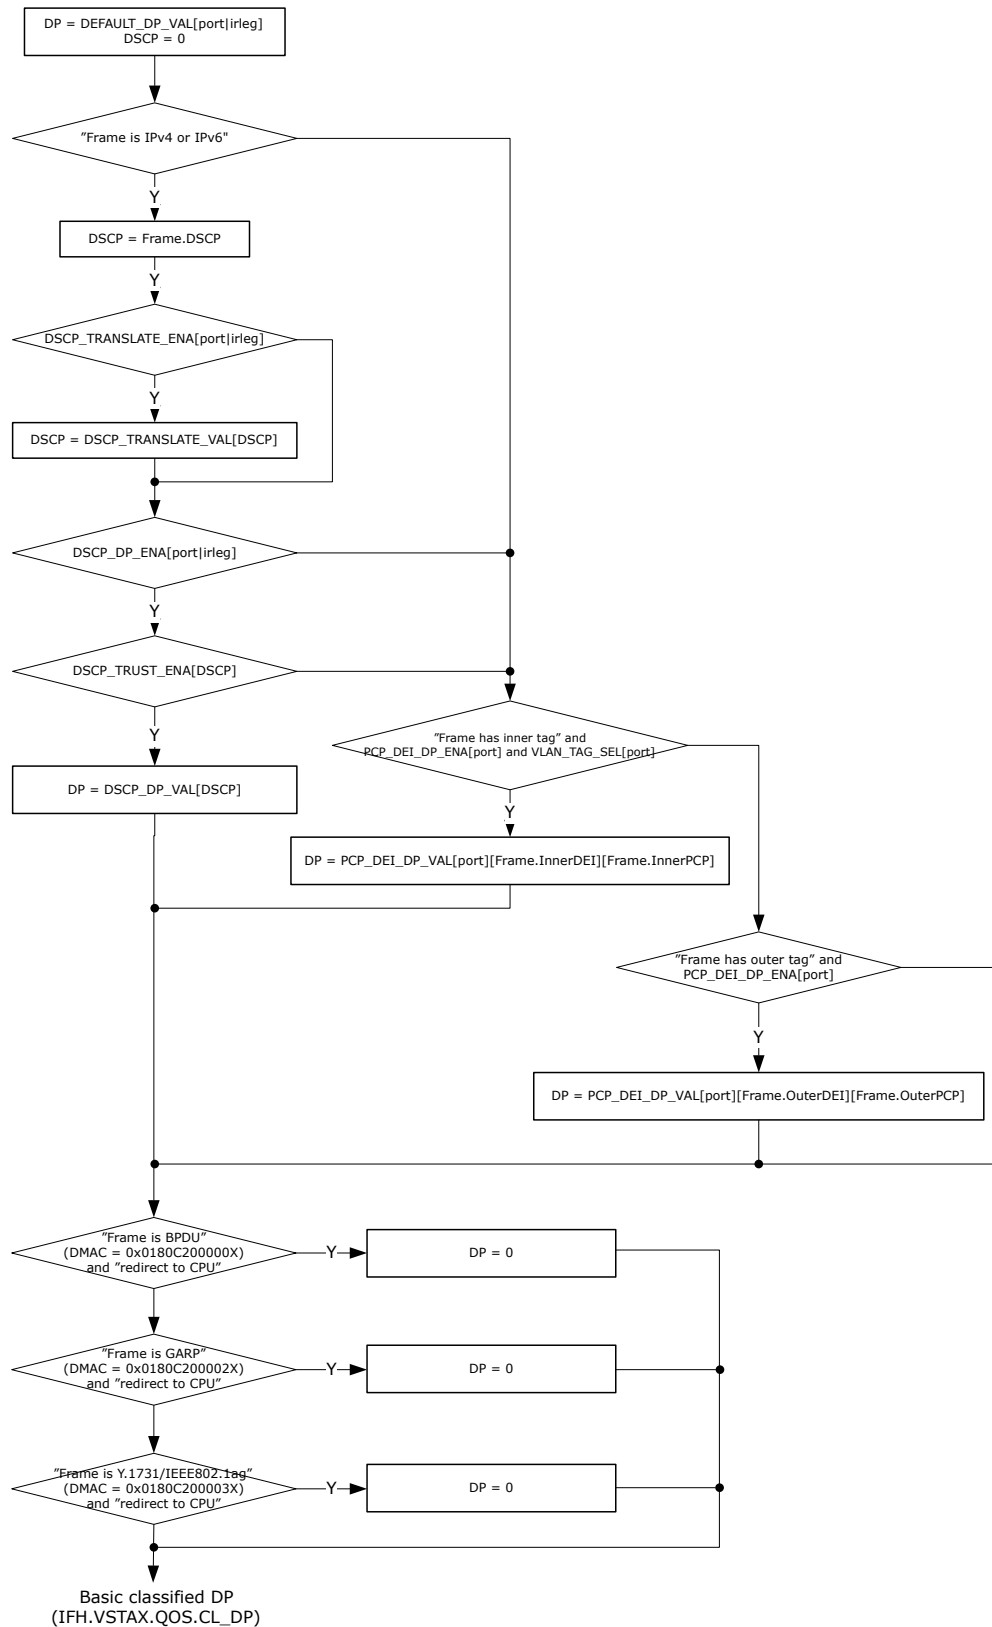 DP = DEFAULT_DP_VAL[port|irleg]
DSCP = 0
"Frame is IPv4 or IPv6"
Y
DSCP = Frame.DSCP
Y
DSCP_TRANSLATE_ENA[port|irleg]
Y
DSCP = DSCP_TRANSLATE_VAL[DSCP]
DSCP_DP_ENA[port|irleg]
Y
DSCP_TRUST_ENA[DSCP]
Y
"Frame has inner tag" and
PCP_DEI_DP_ENA[port] and VLAN_TAG_SEL[port]
DP = DSCP_DP_VAL[DSCP]
Y
DP = PCP_DEI_DP_VAL[port][Frame.InnerDEI][Frame.InnerPCP]
"Frame has outer tag" and
PCP_DEI_DP_ENA[port]
Y
DP = PCP_DEI_DP_VAL[port][Frame.OuterDEI][Frame.OuterPCP]
"Frame is BPDU"
(DMAC = 0x0180C200000X)
and "redirect to CPU"
Y
DP = 0
"Frame is GARP"
(DMAC = 0x0180C200002X)
and "redirect to CPU"
Y
DP = 0
"Frame is Y.1731/IEEE802.1ag"
(DMAC = 0x0180C200003X)
and "redirect to CPU"
Y
DP = 0
Basic classified DP
(IFH.VSTAX.QOS.CL_DP)